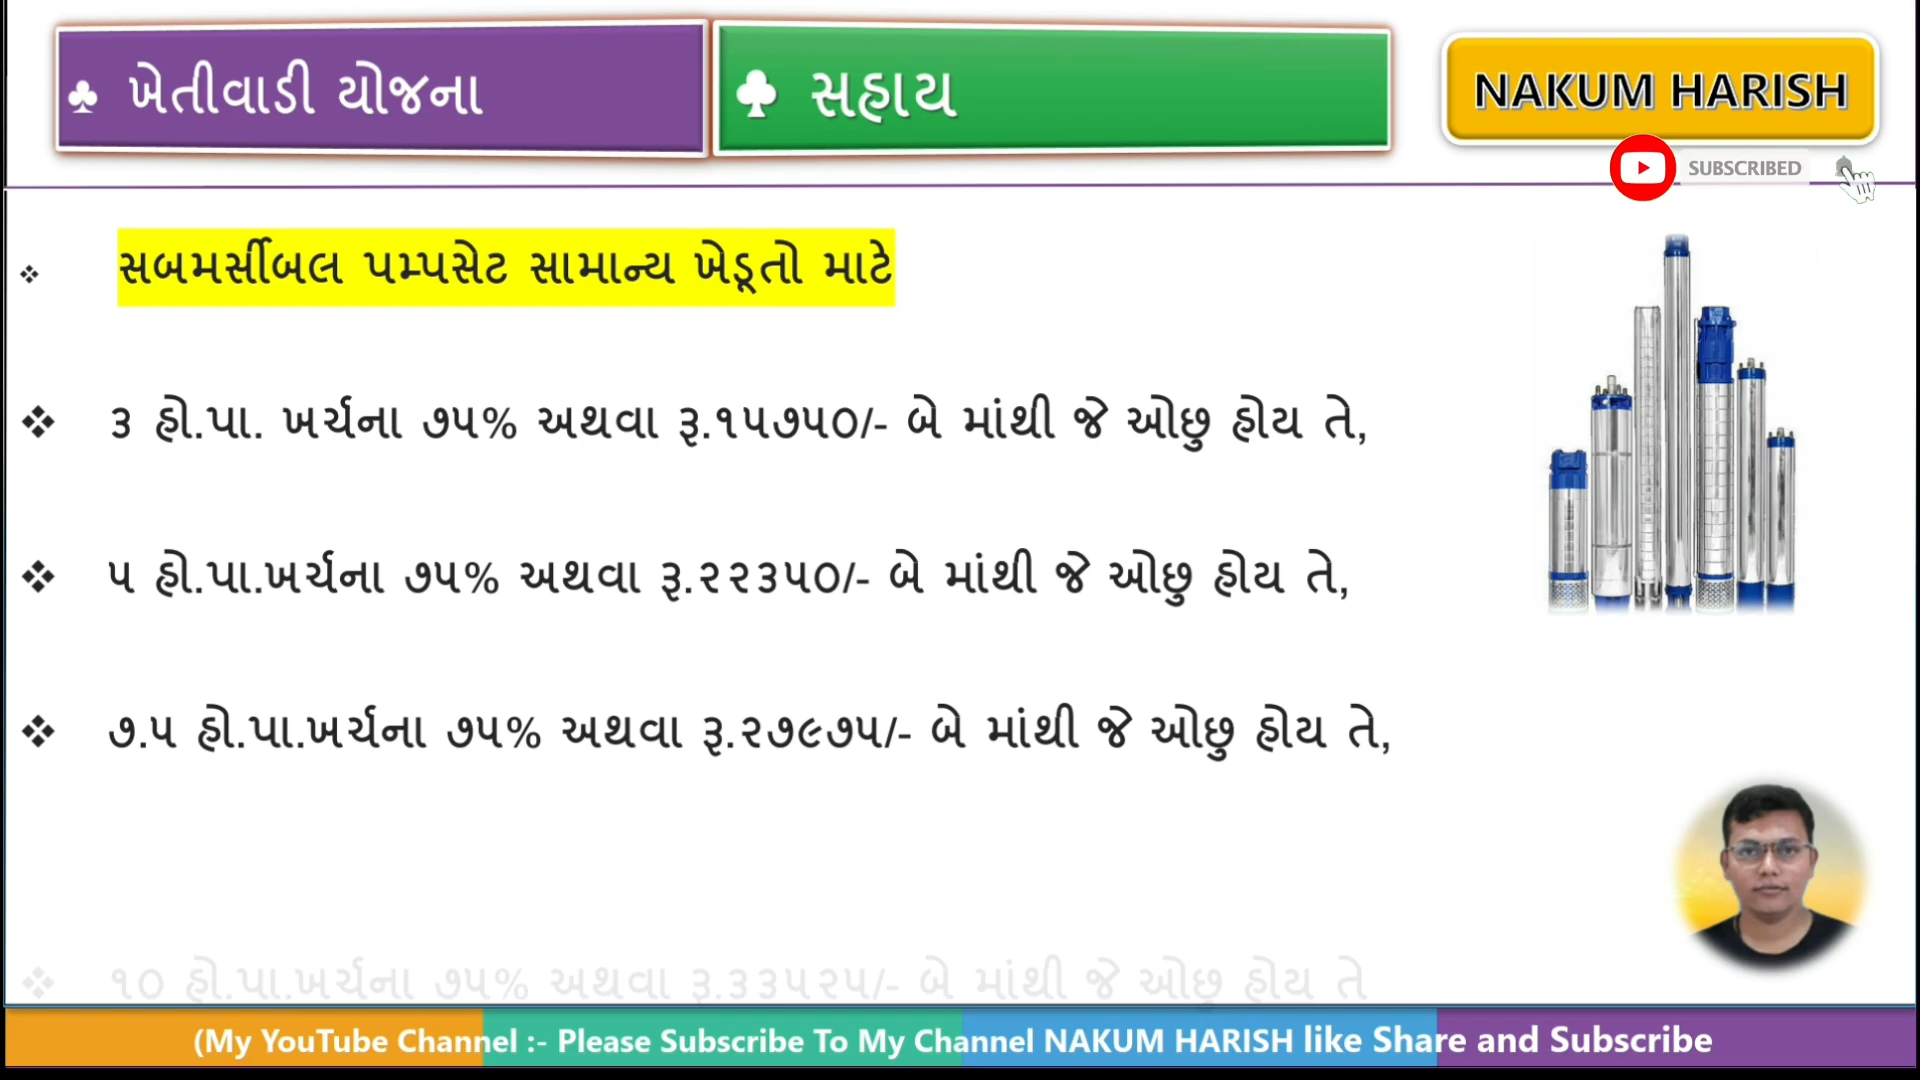 ♣ ખેતીવાડી યોજના
♣ સહાય
NAKUM HARISH
SUBSCRIBED
❖ સબમર્સીબલ પમ્પસેટ સામાન્ય ખેડૂતો માટે
❖ ૩ હો.પા. ખર્ચના ૭૫% અથવા રૂ.૧૫૭૫૦/- બે માંથી જે ઓછુ હોય તે,
❖ ૫ હો.પા.ખર્ચના ૭૫% અથવા રૂ.૨૨૩૫૦/- બે માંથી જે ઓછુ હોય તે,
❖ ૭.૫ હો.પા.ખર્ચના ૭૫% અથવા રૂ.૨૭૯૭૫/- બે માંથી જે ઓછુ હોય તે,
❖ ૧૦ હો.પા.ખર્ચના ૭૫% અથવા રૂ.૩૩૫૨૫/- બે માંથી જે ઓછુ હોય તે
(My YouTube Channel :- Please Subscribe To My Channel NAKUM HARISH like Share and Subscribe